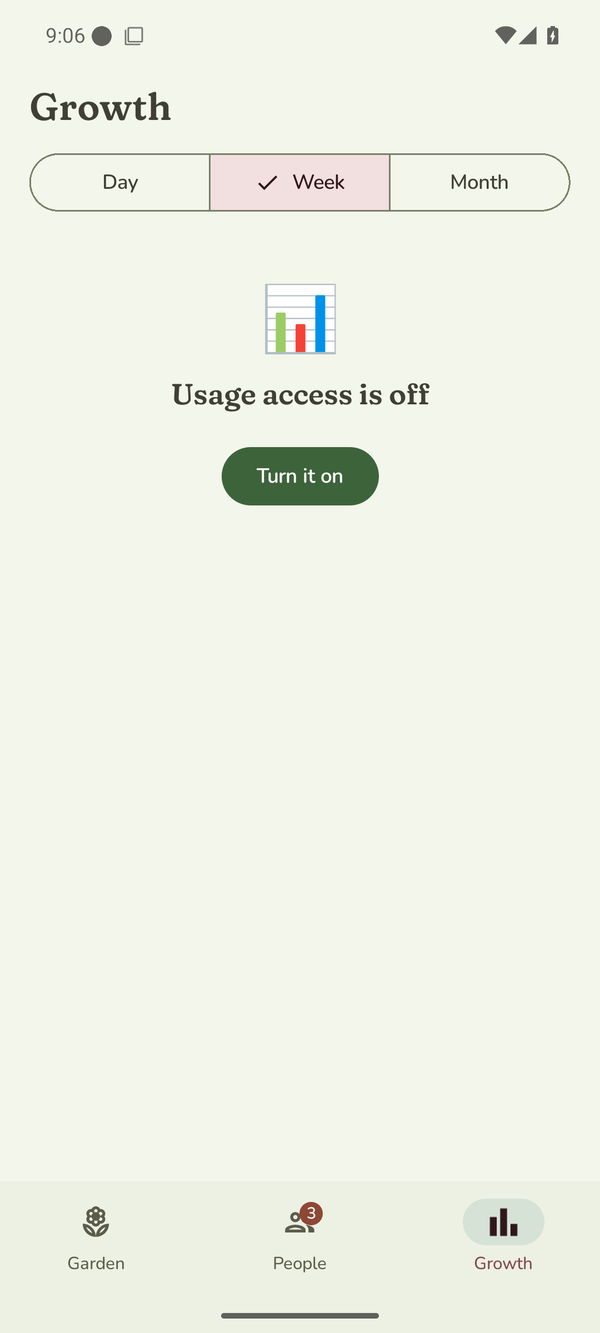 9:06
Growth
Day
Week
Month
Usage access is off
Turn it on
3
Garden
People
Growth